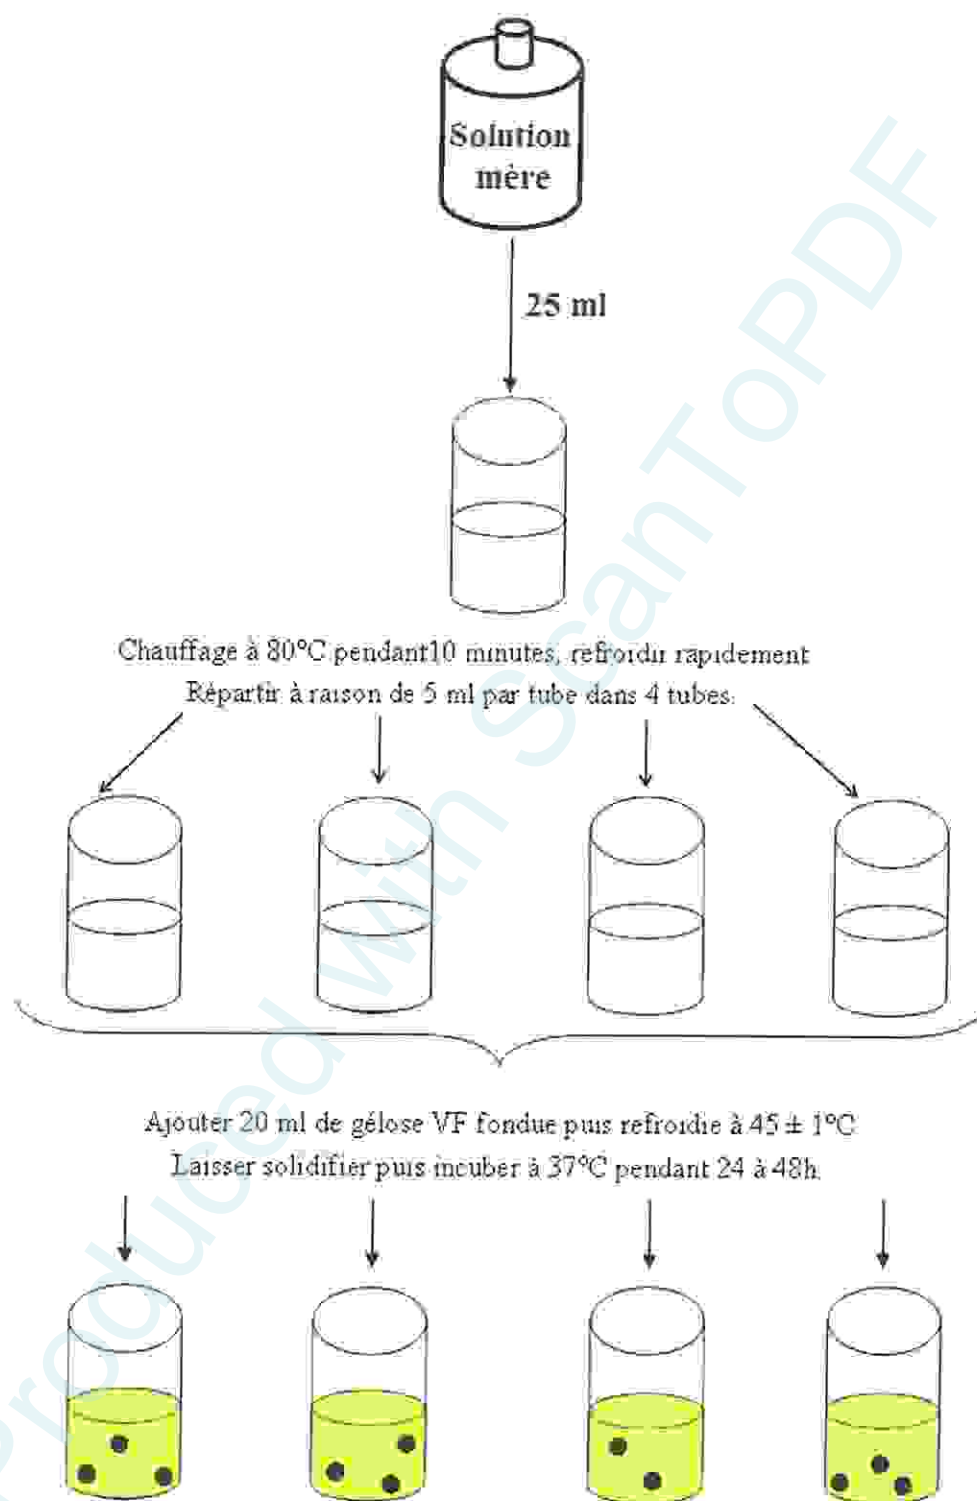 Solution
mère
25 ml
Chauffage à 80°C pendant10 minutes, refroidir rapidement
Répartir à raison de 5 ml par tube dans 4 tubes.
Ajouter 20 ml de gélose VF fondue puis refroidie à 45 ± 1°C
Laisser solidifier puis incuber à 37°C pendant 24 à 48h.
Produced with ScanToPDF